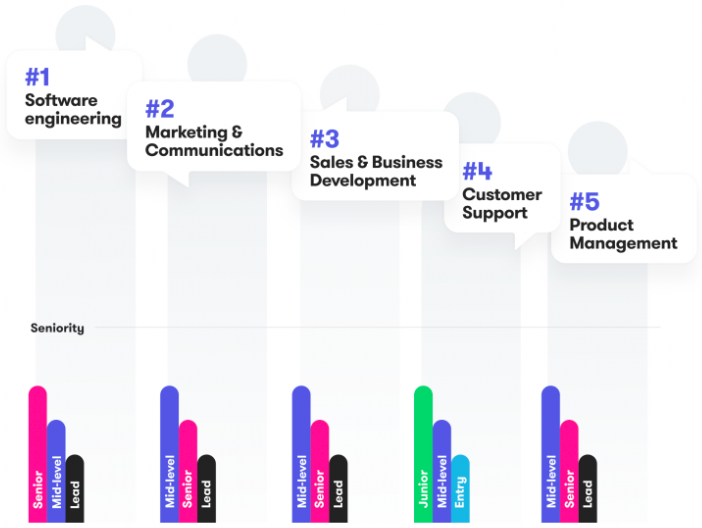 #1
Software
engineering
#2
Marketing &
Communications
#3
Sales & Business
Development
#4
Customer
Support
#5
Product
Management
Seniority
Senior
Mid-level
Lead
Mid-level
Senior
Lead
Mid-level
Senior
Lead
Junior
Mid-level
Entry
Mid-level
Senior
Lead